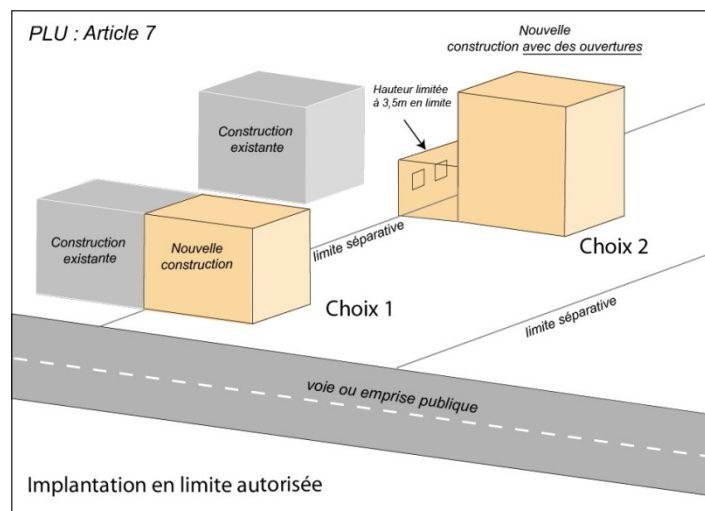 PLU : Article 7
Nouvelle
construction avec des ouvertures
Hauteur limitée
à 3,5m en limite
Construction
existante
Construction
existante
Nouvelle
construction
limite séparative
Choix 2
Choix 1
limite séparative
voie ou emprise publique
Implantation en limite autorisée